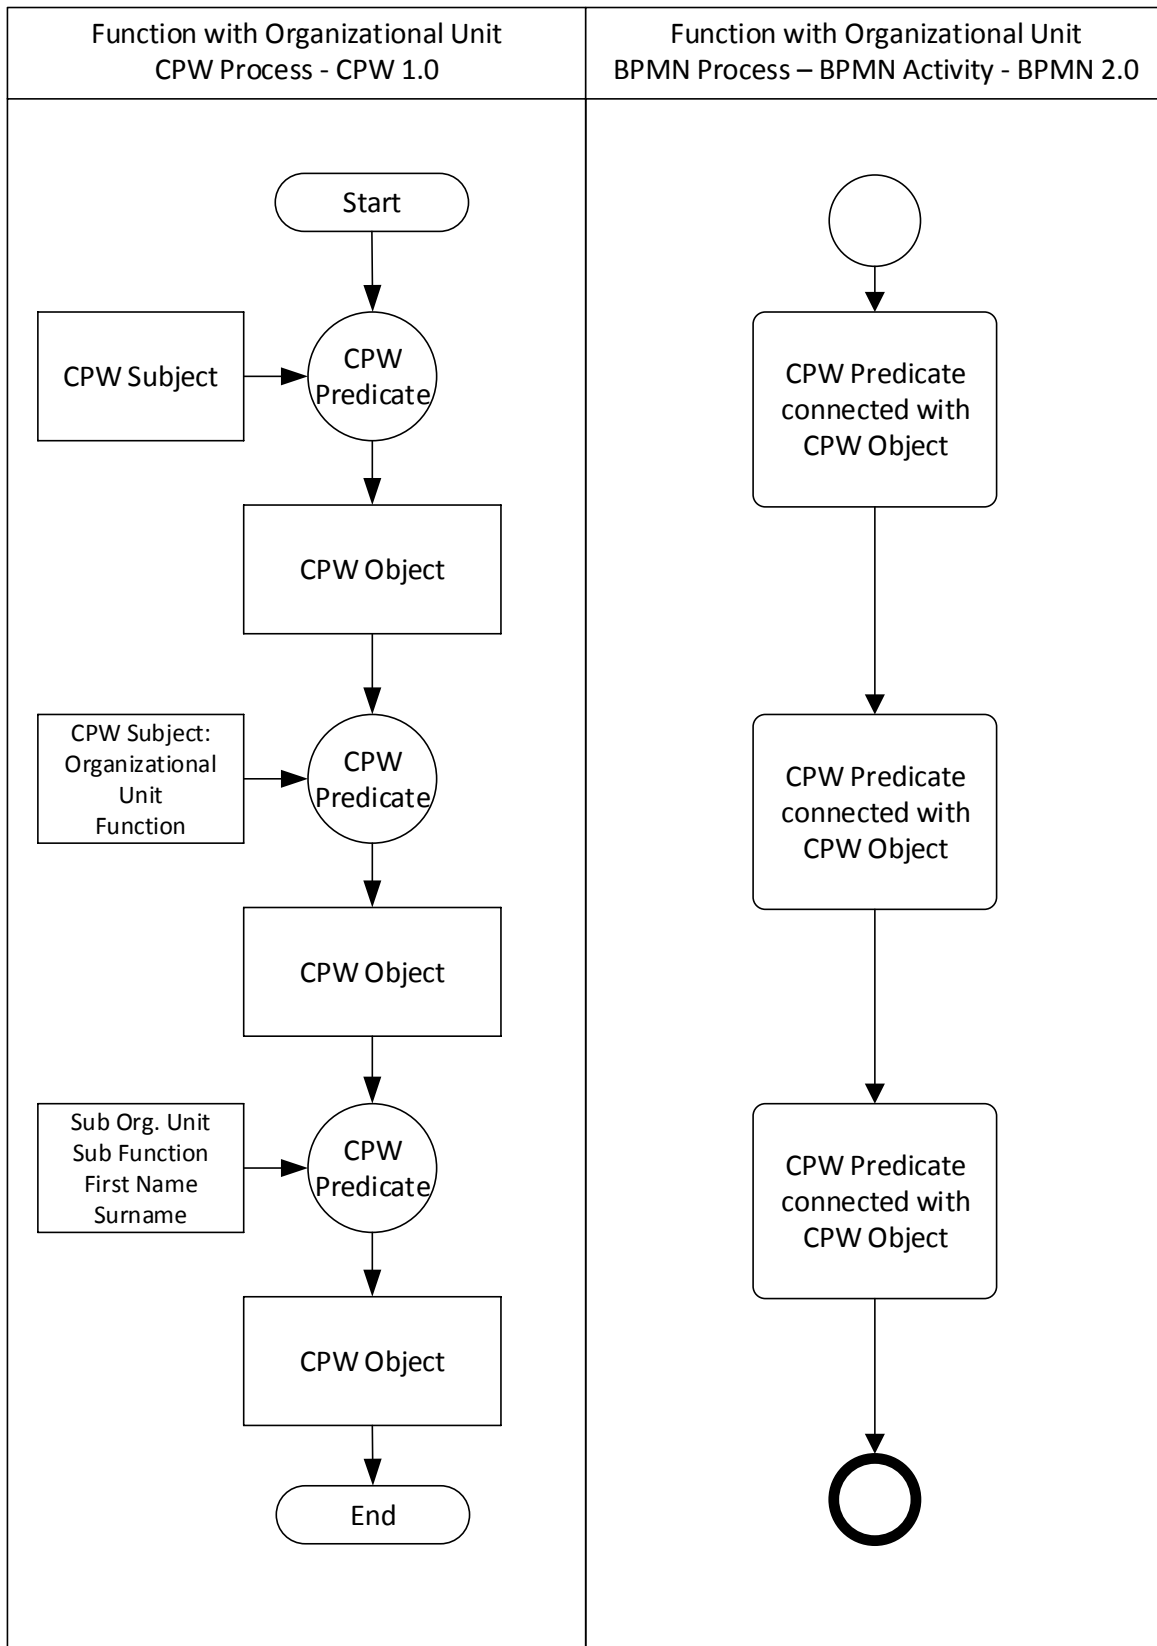 Function with Organizational Unit
CPW Process - CPW 1.0
Function with Organizational Unit
BPMN Process – BPMN Activity - BPMN 2.0
Start
CPW Subject
CPW
Predicate
CPW Object
CPW Subject:
Organizational
Unit
Function
CPW
Predicate
CPW Object
Sub Org. Unit
Sub Function
First Name
Surname
CPW
Predicate
CPW Object
End
CPW Predicate
connected with
CPW Object
CPW Predicate
connected with
CPW Object
CPW Predicate
connected with
CPW Object